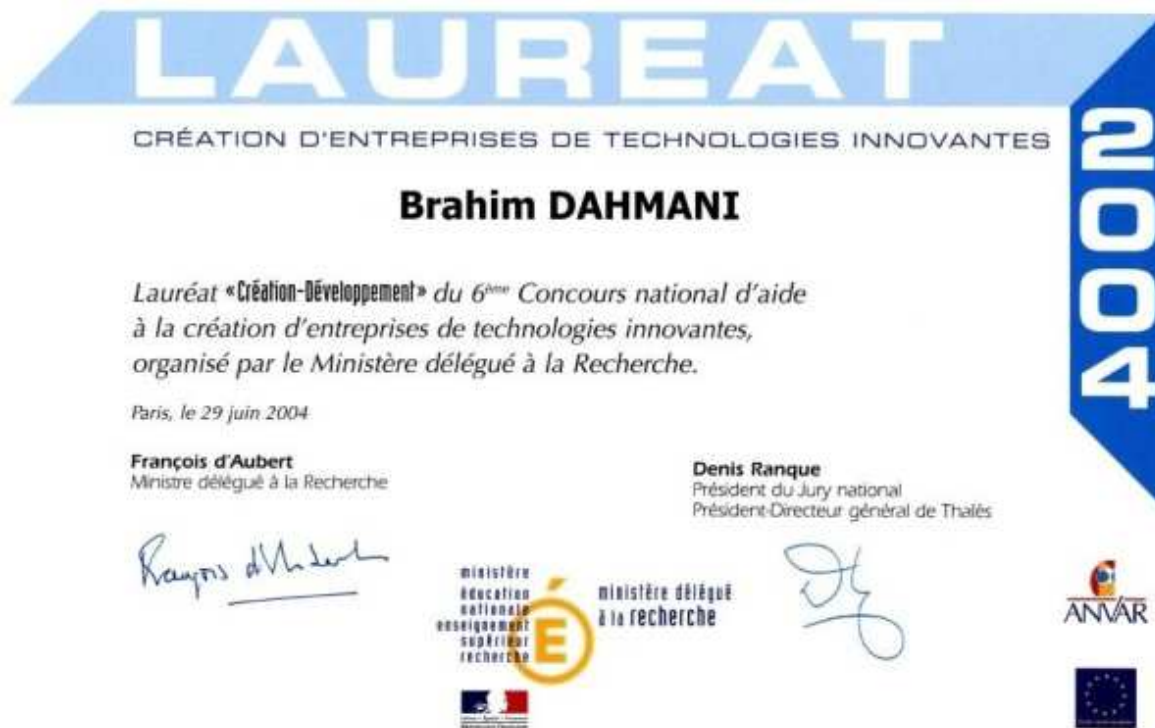 LAUREAT
2004
CRÉATION D'ENTREPRISES DE TECHNOLOGIES INNOVANTES
Brahim DAHMANI
Lauréat «Création-Développement» du 6ème Concours national d'aide
à la création d'entreprises de technologies innovantes,
organisé par le Ministère délégué à la Recherche.
Paris, le 29 juin 2004
François d'Aubert
Ministre délégué à la Recherche
Denis Ranque
Président du Jury national
Président-Directeur général de Thalès
ministère
éducation
nationale
enseignement
supérieur
recherche
É
ministère délégué
à la recherche
ANVAR